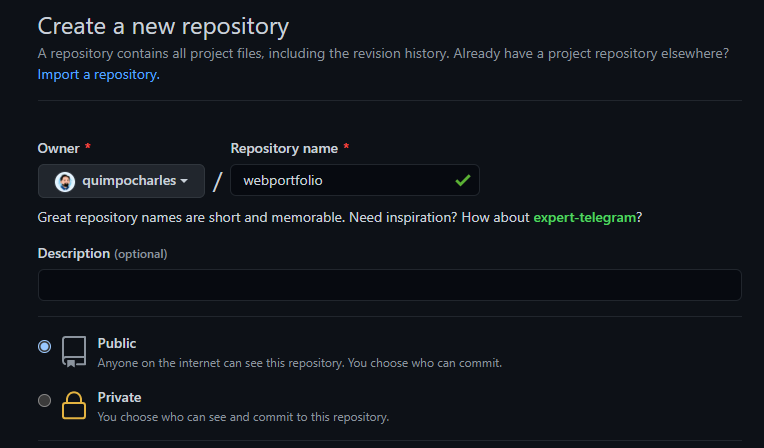 Create a new repository
A repository contains all project files, including the revision history. Already have a project repository elsewhere?
Import a repository.
Owner * Repository name *
quimpocharles / webportfolio
Great repository names are short and memorable. Need inspiration? How about expert-telegram?
Description (optional)
Public
Anyone on the internet can see this repository. You choose who can commit.
Private
You choose who can see and commit to this repository.